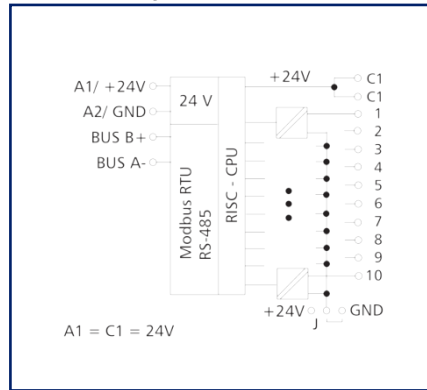 +24V
C1
A1/ +24V
C1
24 V
1
A2/ GND
2
BUS B+
3
BUS A-
4
Modbus RTU
RS-485
RISC - CPU
5
6
7
8
9
10
+24V
GND
J
A1 = C1 = 24V